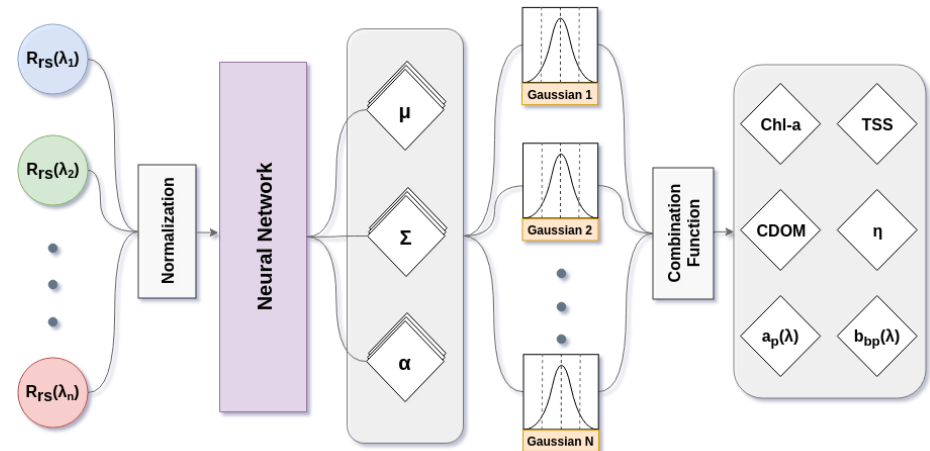 Rrs(λ1)
Rrs(λ2)
Rrs(λn)
Normalization
Neural Network
μ
Σ
α
Gaussian 1
Gaussian 2
Gaussian N
Combination
Function
Chl-a
TSS
CDOM
η
ap(λ)
bbp(λ)